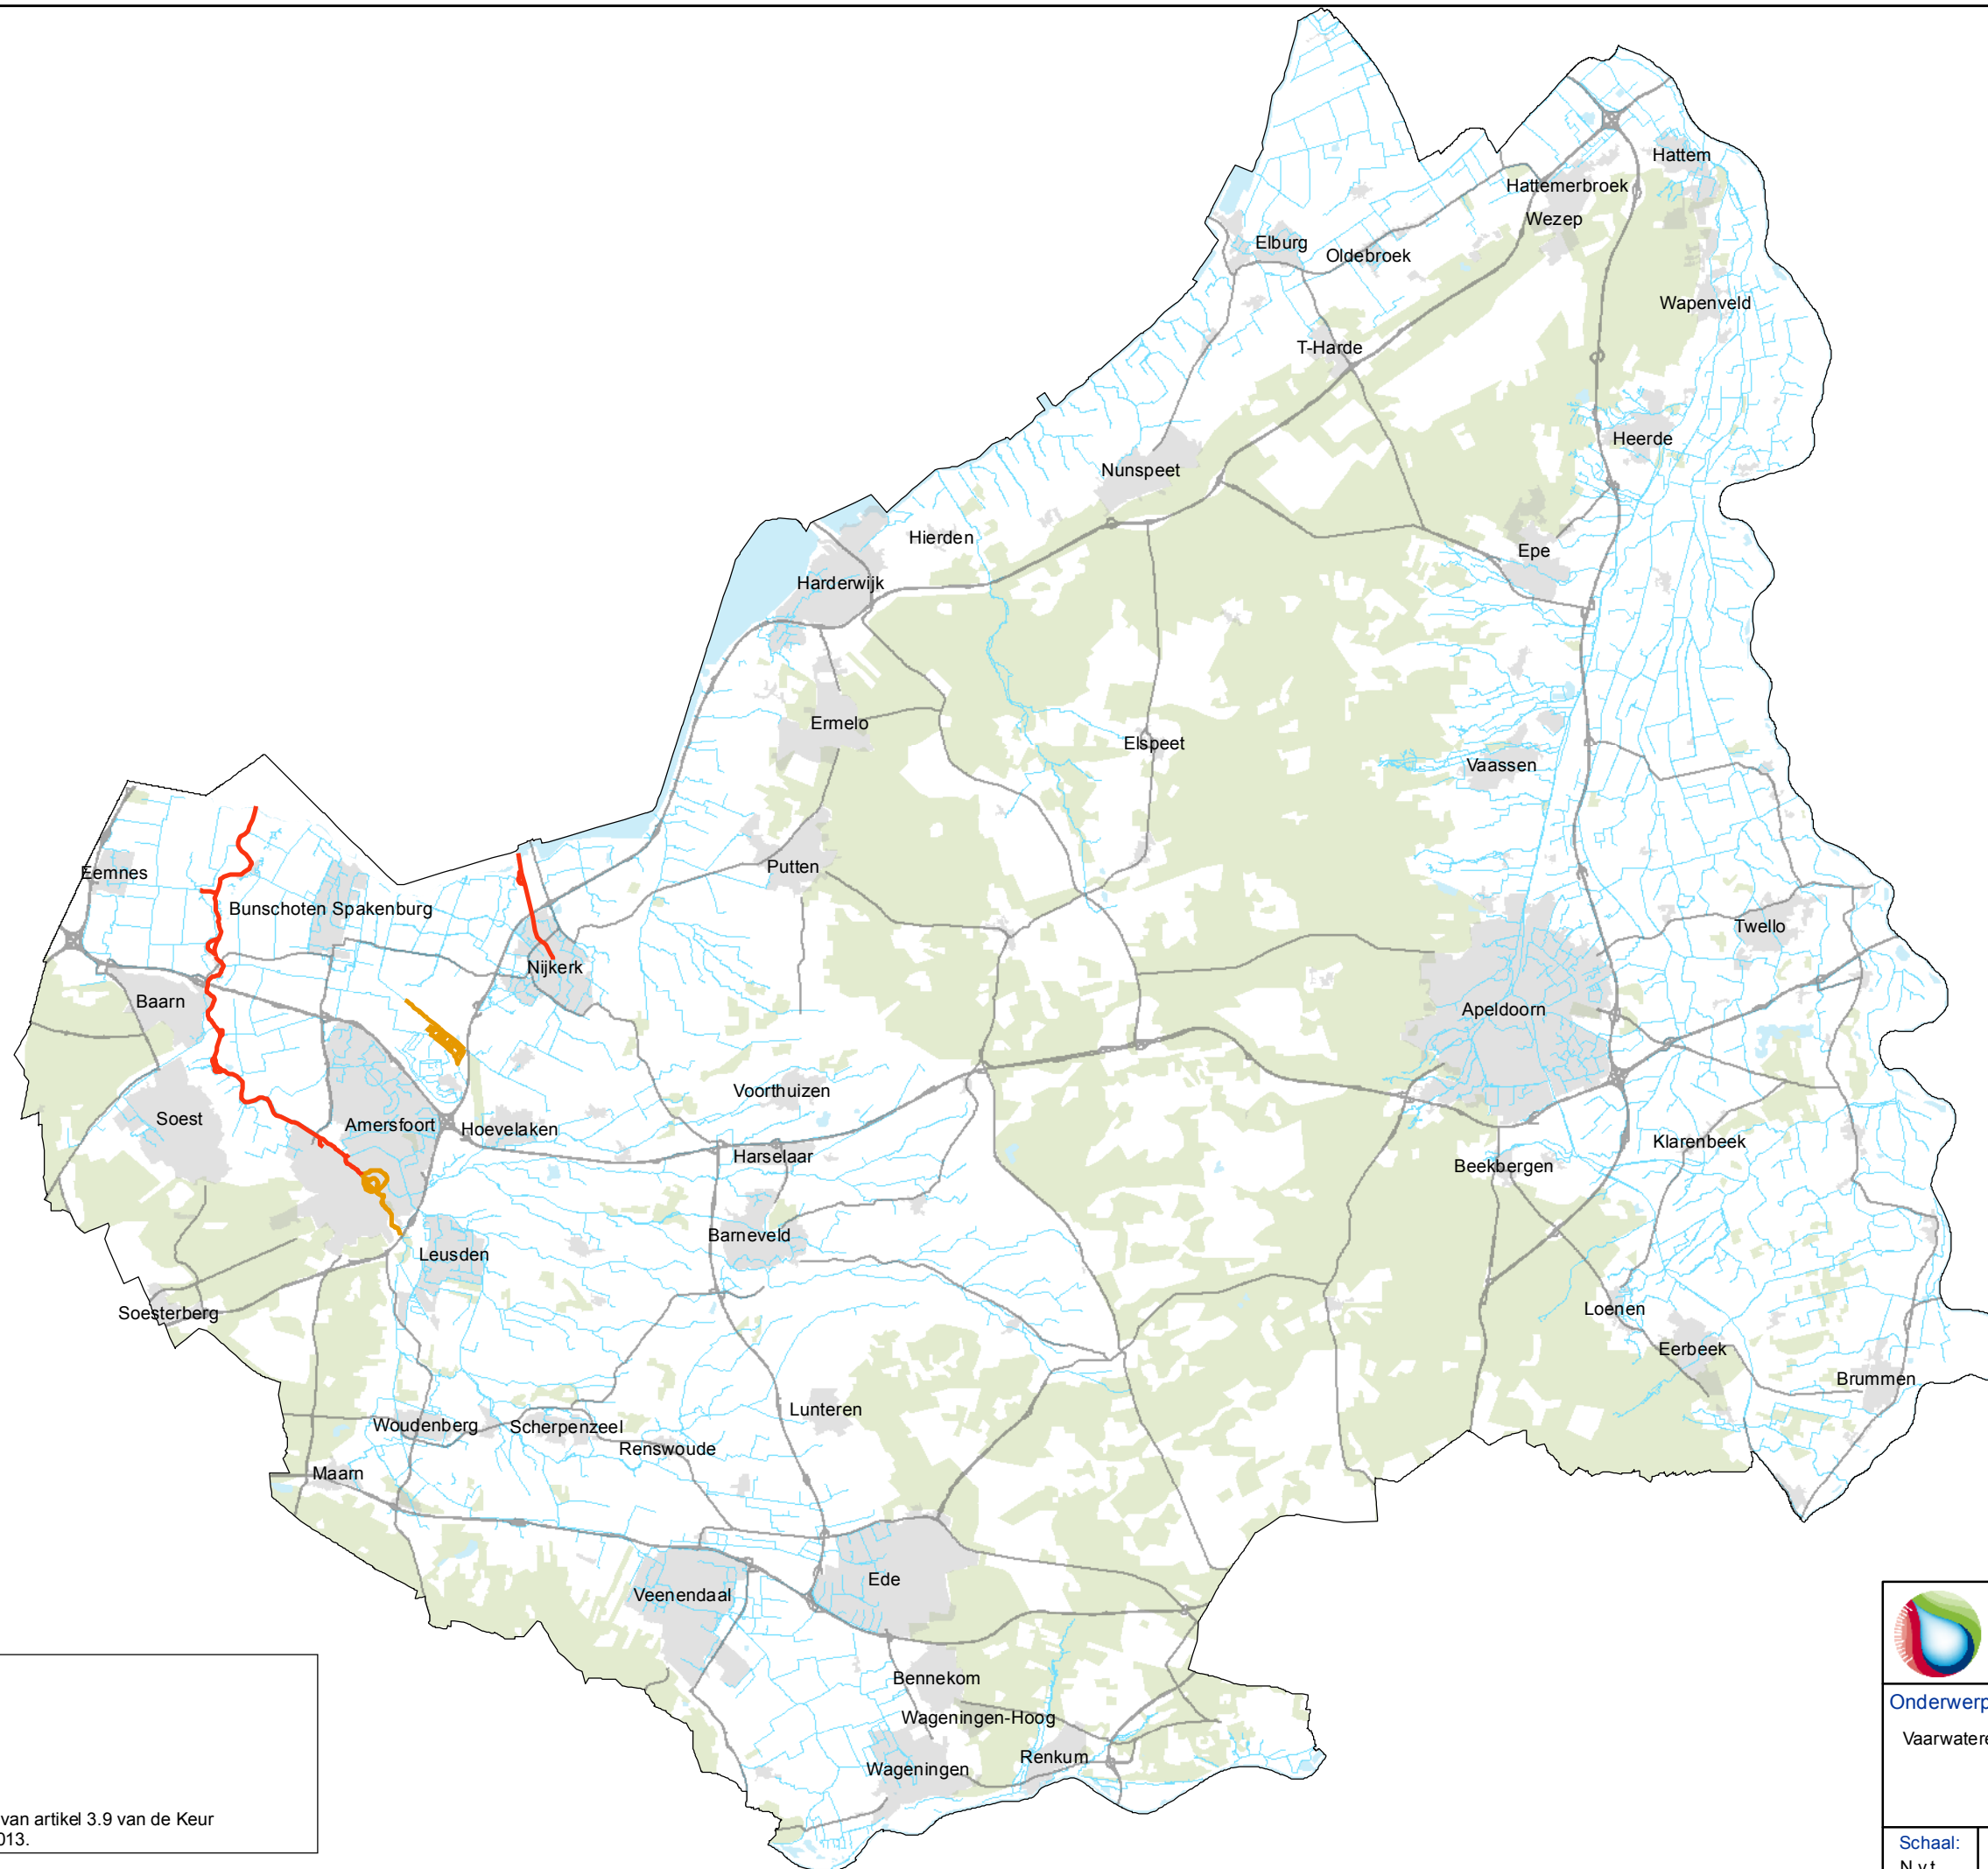 Hattem
Hattemerbroek
Wezep
Elburg
Oldebroek
Wapenveld
T-Harde
Heerde
Nunspeet
Hierden
Epe
Harderwijk
Ermelo
Elspeet
Vaassen
Putten
Eemnes
Bunschoten Spakenburg
Twello
Nijkerk
Baarn
Apeldoorn
Voorthuizen
Soest
Amersfoort
Hoevelaken
Klarenbeek
Harselaar
Beekbergen
Barneveld
Leusden
Soesterberg
Loenen
Eerbeek
Brummen
Lunteren
Woudenberg
Scherpenzeel
Renswoude
Maarn
Ede
Veenendaal
Bennekom
Wageningen-Hoog
Renkum
Wageningen
van artikel 3.9 van de Keur
013.
Onderwerp
Vaarwatere
Schaal:
N.v.t.